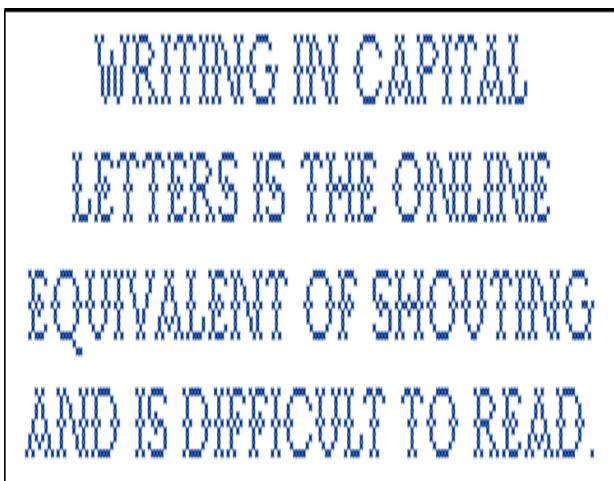 WRITING IN CAPITAL
LETTERS IS THE ONLINE
EQUIVALENT OF SHOUTING
AND IS DIFFICULT TO READ.